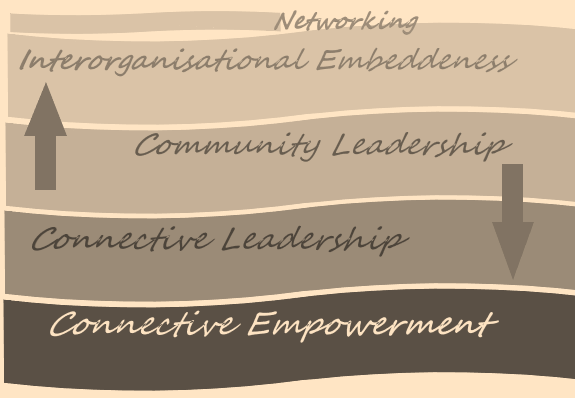 Networking
Interorganisational Embeddeness
Community Leadership
Connective Leadership
Connective Empowerment